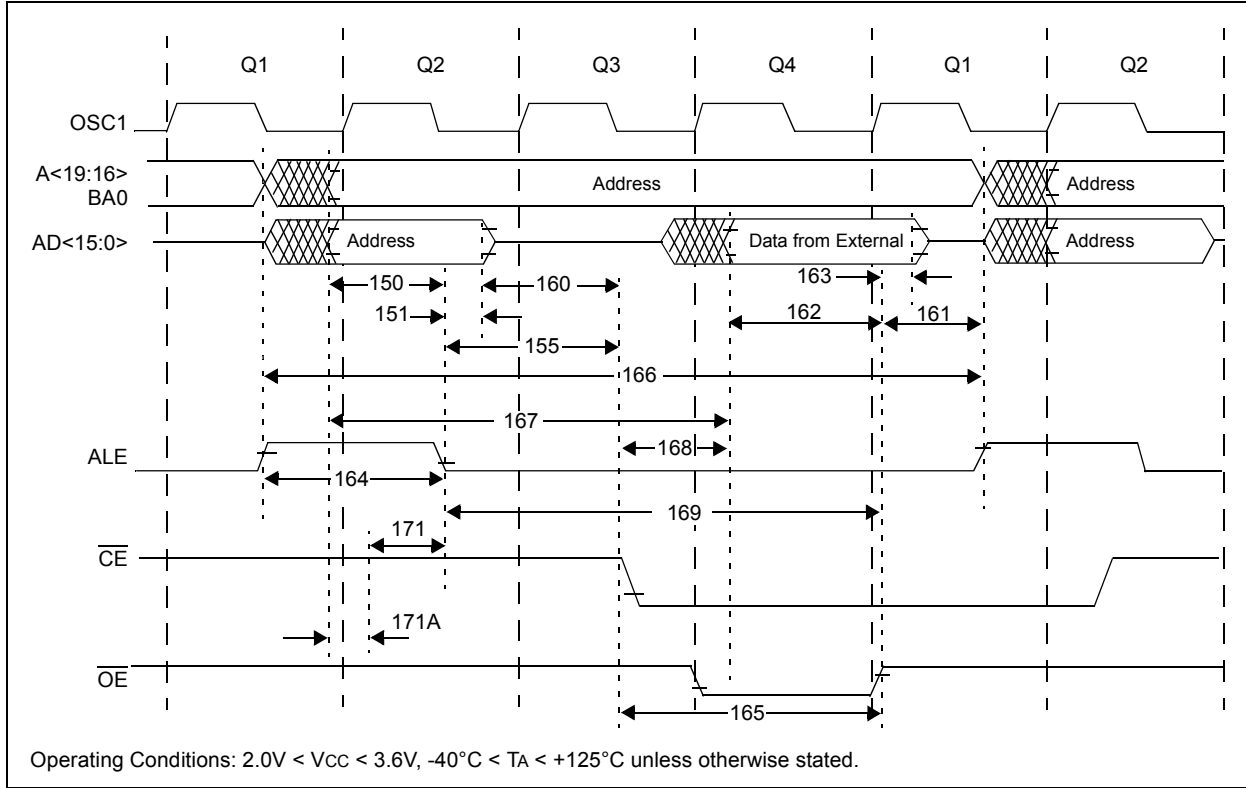 Q1 Q2 Q3 Q4 Q1 Q2
OSC1
A<19:16>
BA0
Address Address
AD<15:0>
Address Data from External Address
150 160 163
151 162 161
155
166
167
ALE
168
164
169
171
CE
171A
OE
165
Operating Conditions: 2.0V < VCC < 3.6V, -40°C < TA < +125°C unless otherwise stated.